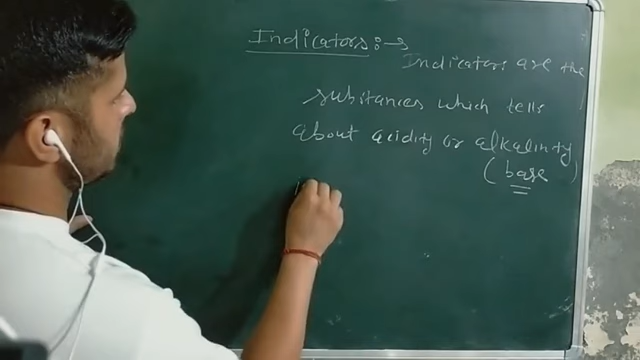 Indicators :→
Indicators are the
substances which tells
about acidity or alkalinity
( base )